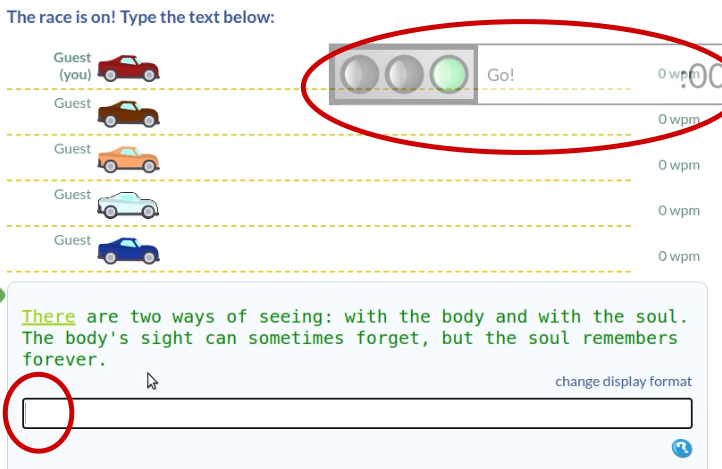 The race is on! Type the text below:
Guest
(you)
Go!
0 wpm
:00
Guest
0 wpm
Guest
0 wpm
Guest
0 wpm
Guest
0 wpm
There are two ways of seeing: with the body and with the soul.
The body's sight can sometimes forget, but the soul remembers
forever.
change display format